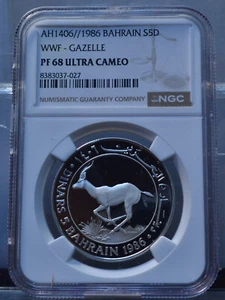 AH1406//1986 BAHRAIN S5D
WWF - GAZELLE
PF 68 ULTRA CAMEO
8383037-027
NUMISMATIC GUARANTY COMPANY
NGC
DINARS 5 BAHRAIN 1986